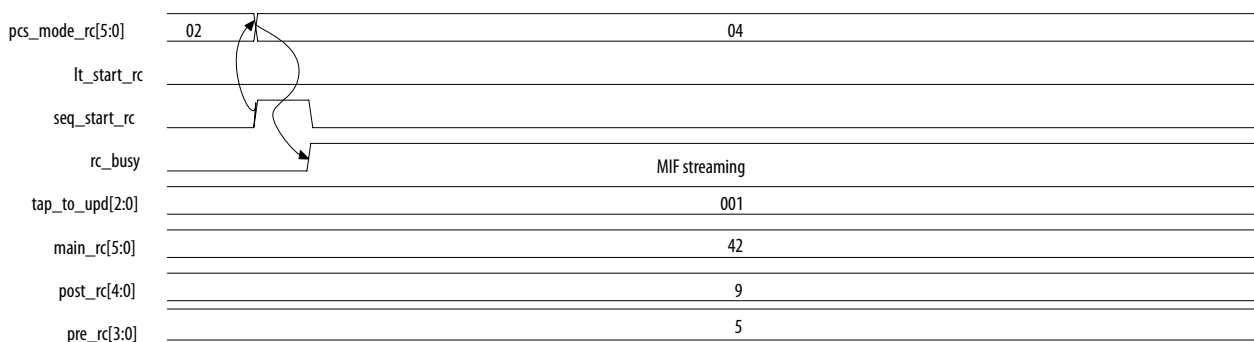 pcs_mode_rc[5:0] 02 04
lt_start_rc
seq_start_rc
rc_busy MIF streaming
tap_to_upd[2:0] 001
main_rc[5:0] 42
post_rc[4:0] 9
pre_rc[3:0] 5